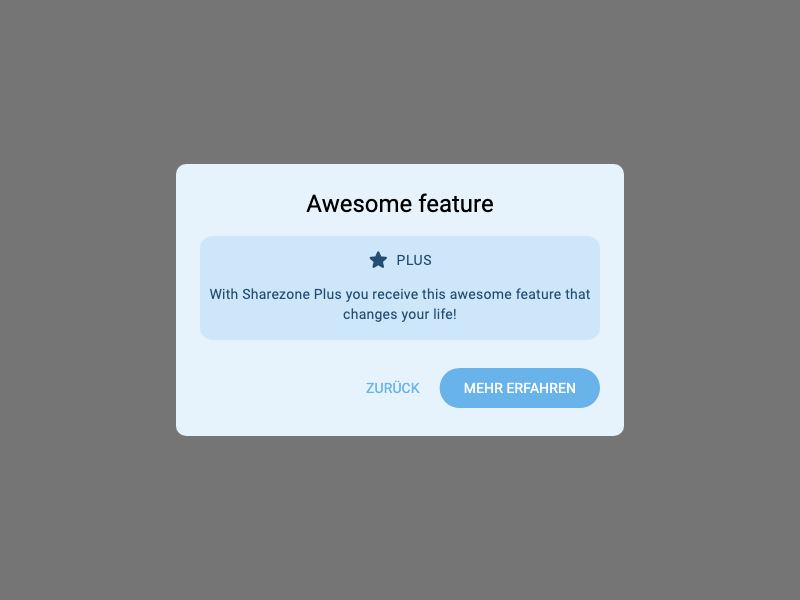 Awesome feature
PLUS
With Sharezone Plus you receive this awesome feature that
changes your life!
ZURÜCK
MEHR ERFAHREN